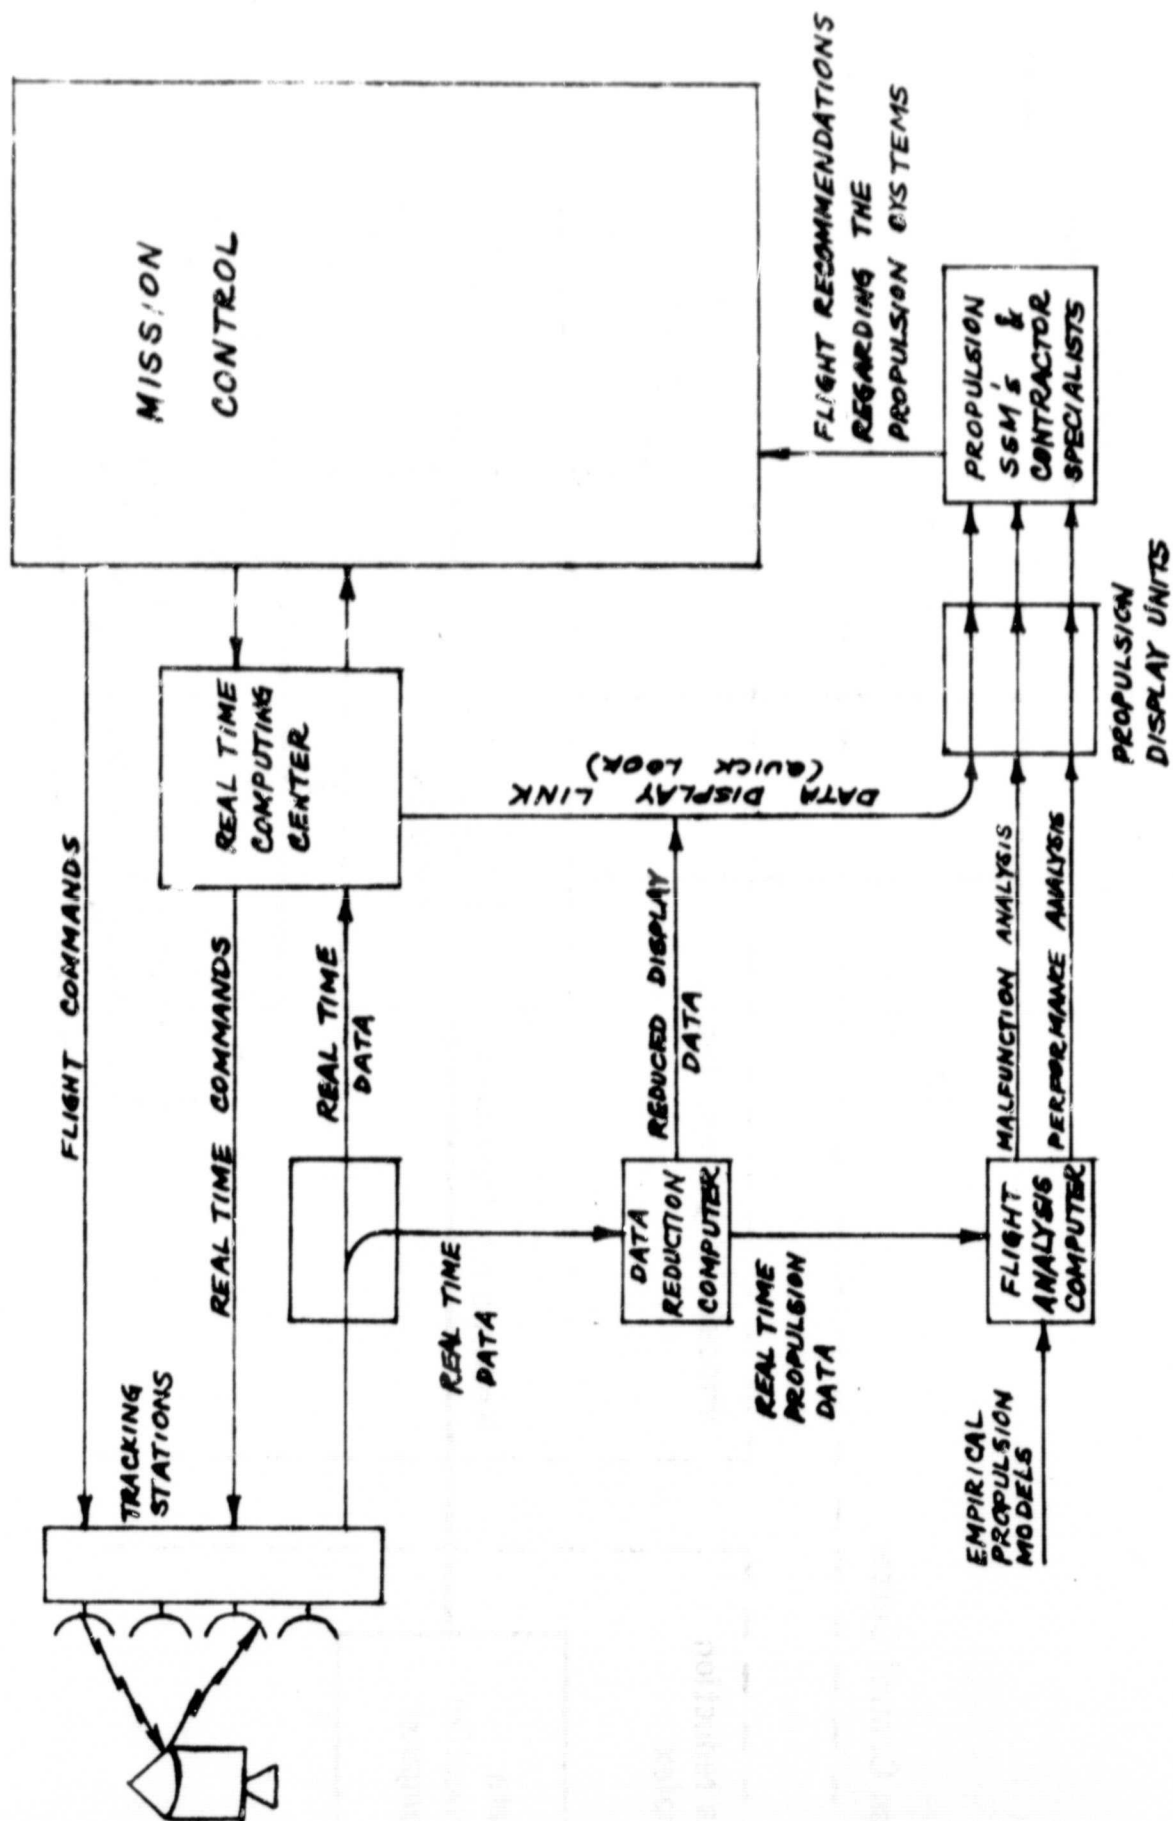 FLIGHT COMMANDS
MISSION
CONTROL
TRACKING
STATIONS
REAL TIME COMMANDS
REAL TIME
COMPUTING
CENTER
REAL TIME
DATA
REAL TIME
DATA
DATA
REDUCTION
COMPUTER
REDUCED DISPLAY
DATA
DATA DISPLAY LINK
(QUICK LOOK)
FLIGHT RECOMMENDATIONS
REGARDING THE
PROPULSION SYSTEMS
REAL TIME
PROPULSION
DATA
EMPIRICAL
PROPULSION
MODELS
FLIGHT
ANALYSIS
COMPUTER
MALFUNCTION ANALYSIS
PERFORMANCE ANALYSIS
PROPULSION
DISPLAY UNITS
PROPULSION
SSM's &
CONTRACTOR
SPECIALISTS